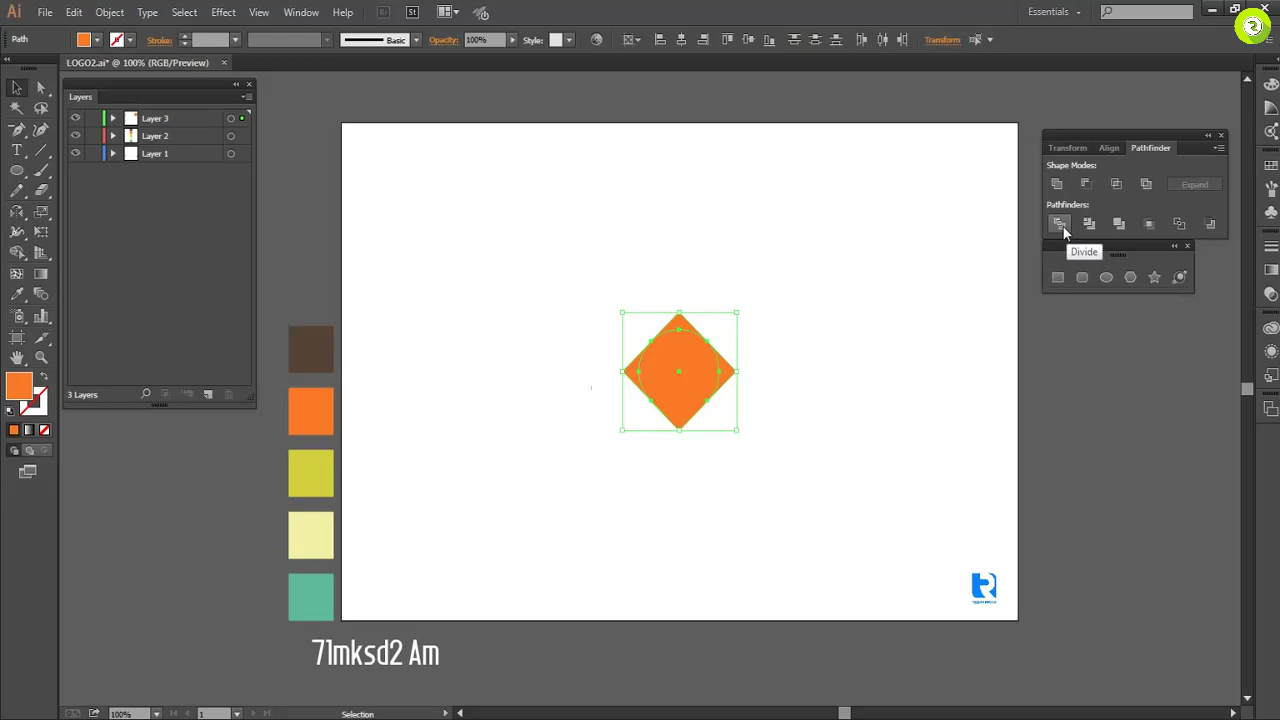 Ai File Edit Object Type Select Effect View Window Help Br St Essentials
Path Stroke: Basic Opacity: 100% Style: Transform
LOGO2.ai* @ 100% (RGB/Preview) ×
Layers
Layer 3
Layer 2
Layer 1
3 Layers
Transform Align Pathfinder
Shape Modes:
Expand
Pathfinders:
Divide
71mksd2 Am
100% 1 Selection